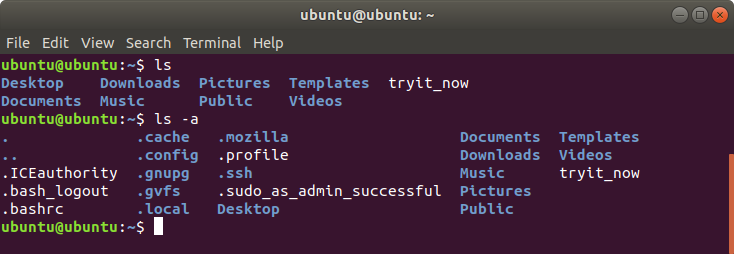 ubuntu@ubuntu: ~
File Edit View Search Terminal Help
ubuntu@ubuntu:~$ ls
Desktop Downloads Pictures Templates tryit_now
Documents Music Public Videos
ubuntu@ubuntu:~$ ls -a
. .cache .mozilla Documents Templates
.. .config .profile Downloads Videos
.ICEauthority .gnupg .ssh Music tryit_now
.bash_logout .gvfs .sudo_as_admin_successful Pictures
.bashrc .local Desktop Public
ubuntu@ubuntu:~$